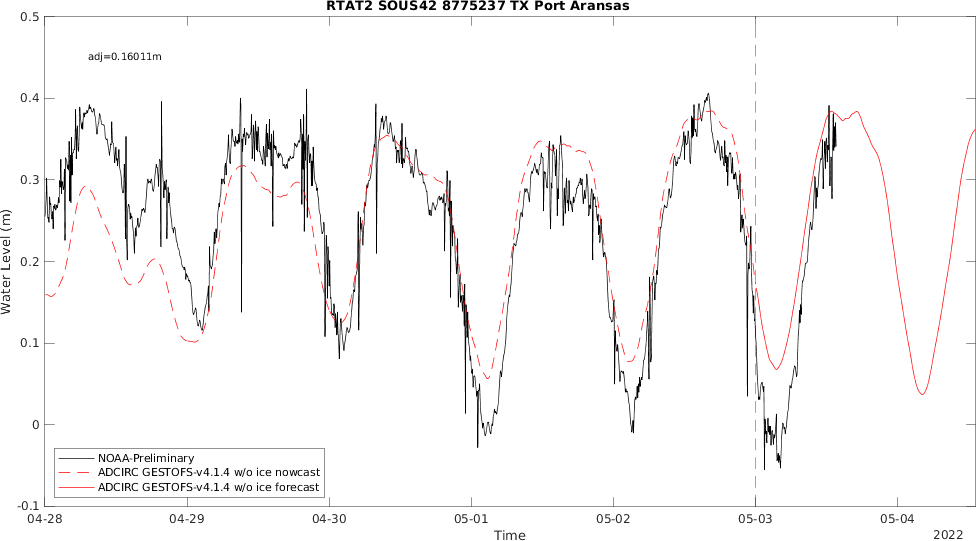 RTAT2 SOUS42 8775237 TX Port Aransas
0.5
adj=0.16011m
0.4
0.3
0.2
0.1
0
-0.1
Water Level (m)
NOAA-Preliminary
ADCIRC GESTOFS-v4.1.4 w/o ice nowcast
ADCIRC GESTOFS-v4.1.4 w/o ice forecast
04-28 04-29 04-30 05-01 05-02 05-03 05-04
Time
2022